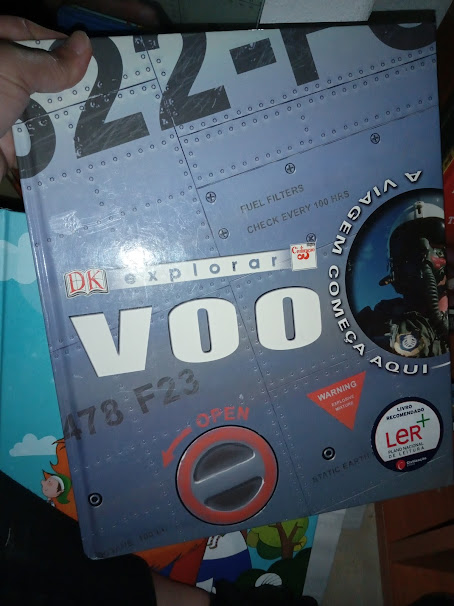 522-F
FUEL FILTERS
CHECK EVERY 100 HRS
A VIAGEM COMEÇA AQUI
DK explorar
VOO
478 F23
WARNING
EXPLOSIVE
OPEN
LIVRO
RECOMENDADO
LER+
PLANO NACIONAL
DE LEITURA
STATIC EARTH